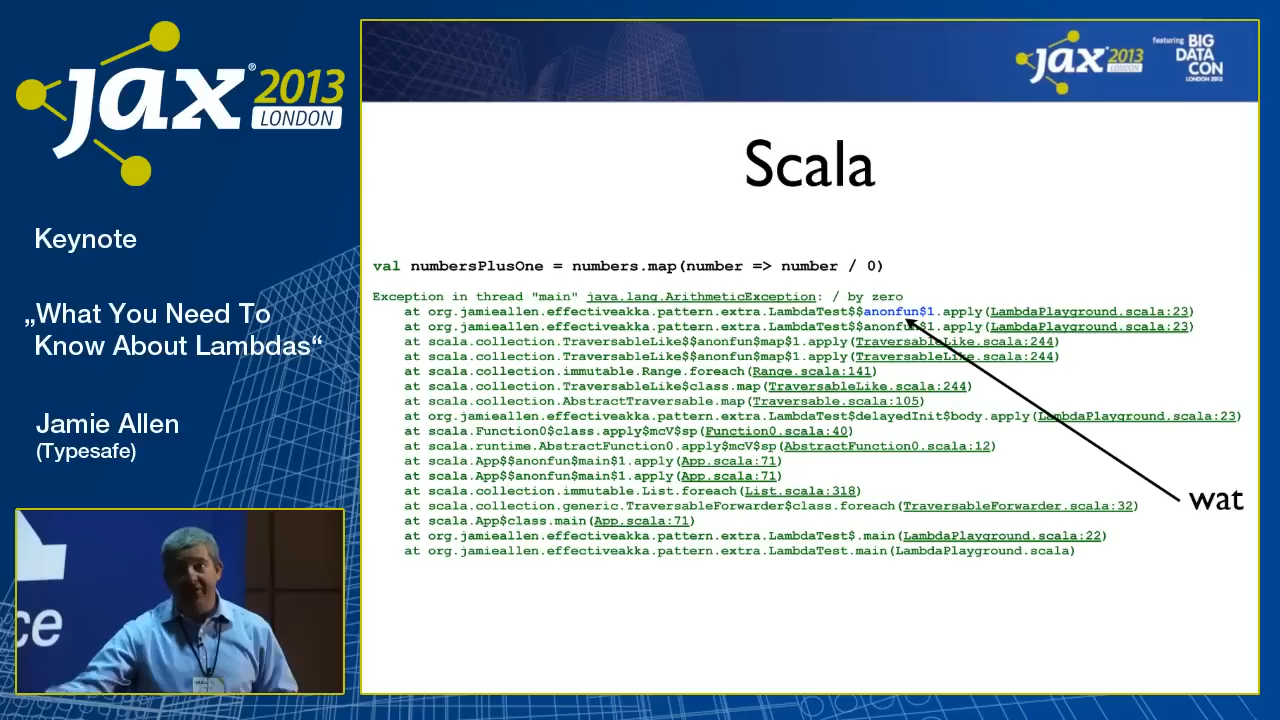 jax® 2013
LONDON
Keynote
„What You Need To
Know About Lambdas“
Jamie Allen
(Typesafe)
ce
jax 2013
LONDON
featuring BIG
DATA
CON
LONDON 2013
Scala
val numbersPlusOne = numbers.map(number => number / 0)
Exception in thread "main" java.lang.ArithmeticException: / by zero
at org.jamieallen.effectiveakka.pattern.extra.LambdaTest$$anonfun$1.apply(LambdaPlayground.scala:23)
at org.jamieallen.effectiveakka.pattern.extra.LambdaTest$$anonfun$1.apply(LambdaPlayground.scala:23)
at scala.collection.TraversableLike$$anonfun$map$1.apply(TraversableLike.scala:244)
at scala.collection.TraversableLike$$anonfun$map$1.apply(TraversableLike.scala:244)
at scala.collection.immutable.Range.foreach(Range.scala:141)
at scala.collection.TraversableLike$class.map(TraversableLike.scala:244)
at scala.collection.AbstractTraversable.map(Traversable.scala:105)
at org.jamieallen.effectiveakka.pattern.extra.LambdaTest$delayedInit$body.apply(LambdaPlayground.scala:23)
at scala.Function0$class.apply$mcV$sp(Function0.scala:40)
at scala.runtime.AbstractFunction0.apply$mcV$sp(AbstractFunction0.scala:12)
at scala.App$$anonfun$main$1.apply(App.scala:71)
at scala.App$$anonfun$main$1.apply(App.scala:71)
at scala.collection.immutable.List.foreach(List.scala:318)
at scala.collection.generic.TraversableForwarder$class.foreach(TraversableForwarder.scala:32)
at scala.App$class.main(App.scala:71)
at org.jamieallen.effectiveakka.pattern.extra.LambdaTest$.main(LambdaPlayground.scala:22)
at org.jamieallen.effectiveakka.pattern.extra.LambdaTest.main(LambdaPlayground.scala)
wat